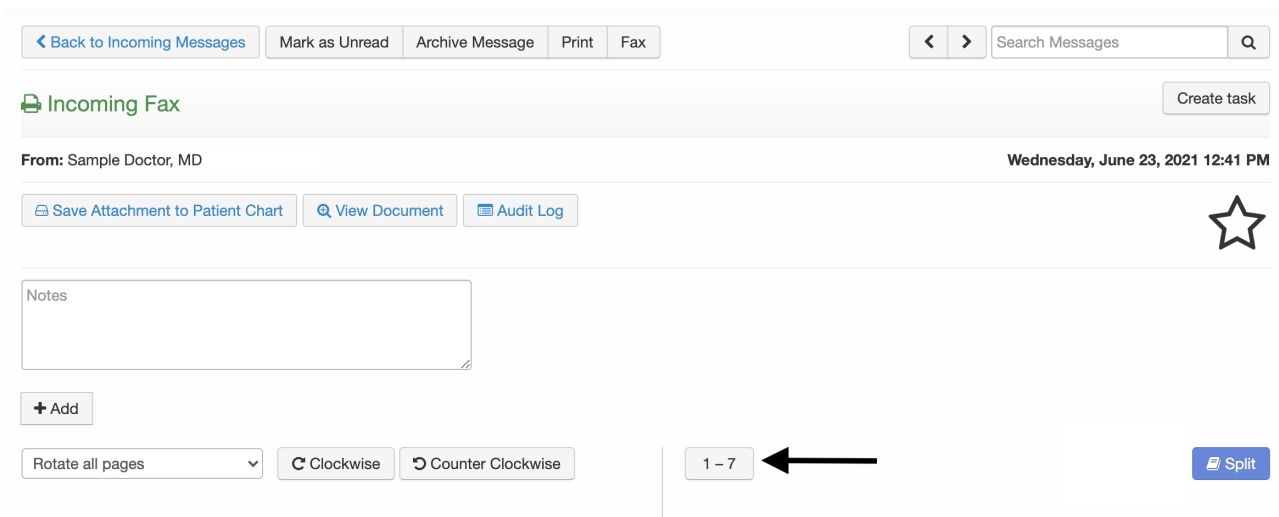 Back to Incoming Messages Mark as Unread Archive Message Print Fax Search Messages
Incoming Fax Create task
From: Sample Doctor, MD Wednesday, June 23, 2021 12:41 PM
Save Attachment to Patient Chart View Document Audit Log
Notes
Add
Rotate all pages Clockwise Counter Clockwise 1 – 7 Split